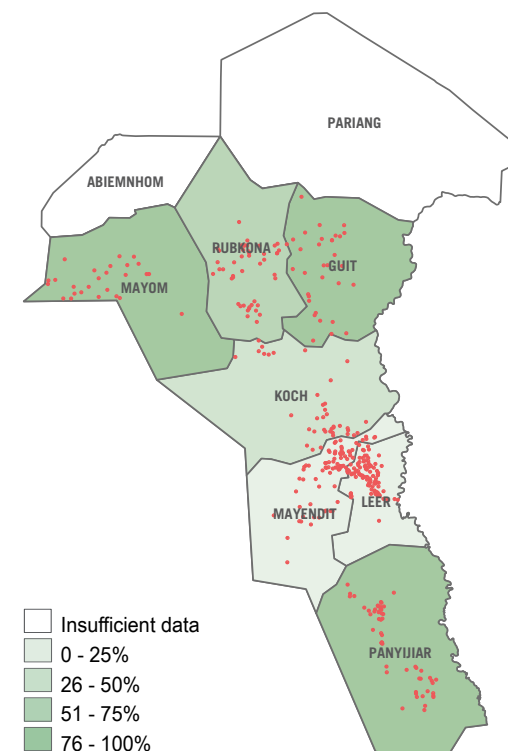 PARIANG
ABIEMNHOM
RUBKONA
GUIT
MAYOM
KOCH
LEER
MAYENDIT
PANYIJIAR
Insufficient data
0 - 25%
26 - 50%
51 - 75%
76 - 100%